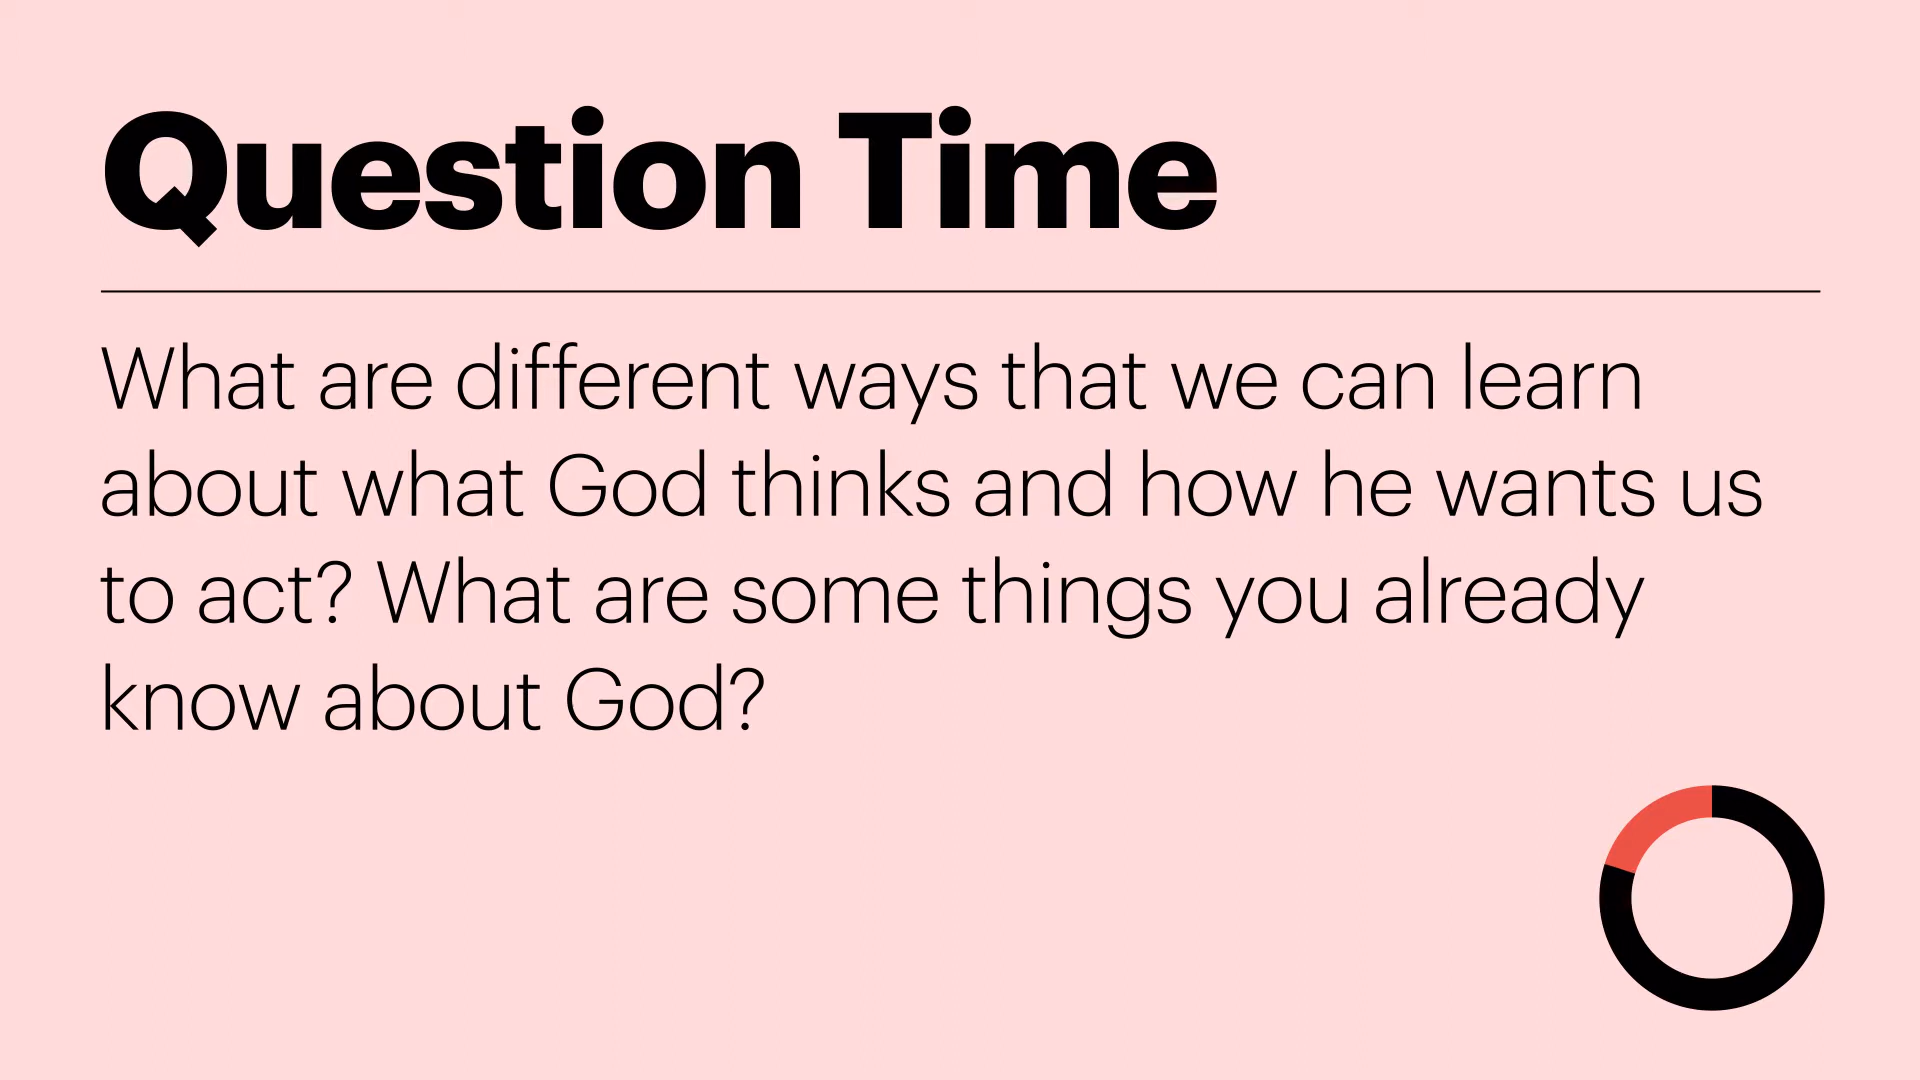 Question Time
What are different ways that we can learn
about what God thinks and how he wants us
to act? What are some things you already
know about God?